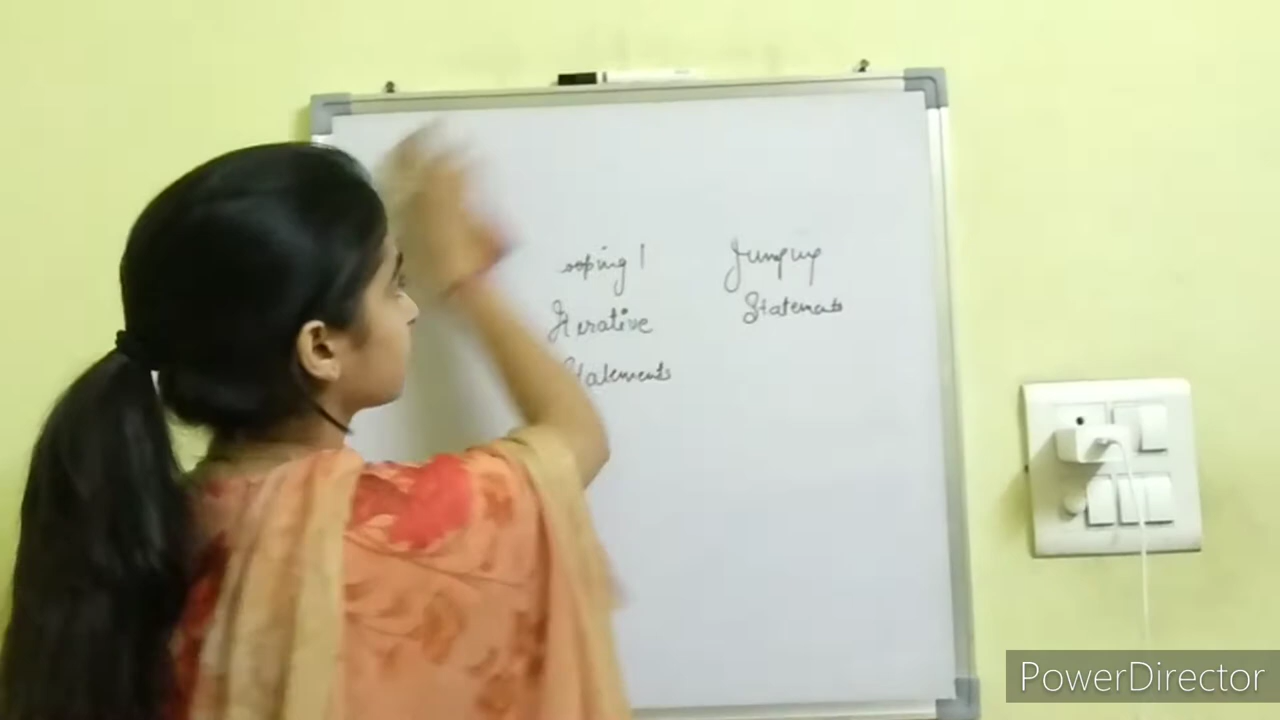 ooping |
Iterative
Statements
Jumping
Statements
PowerDirector